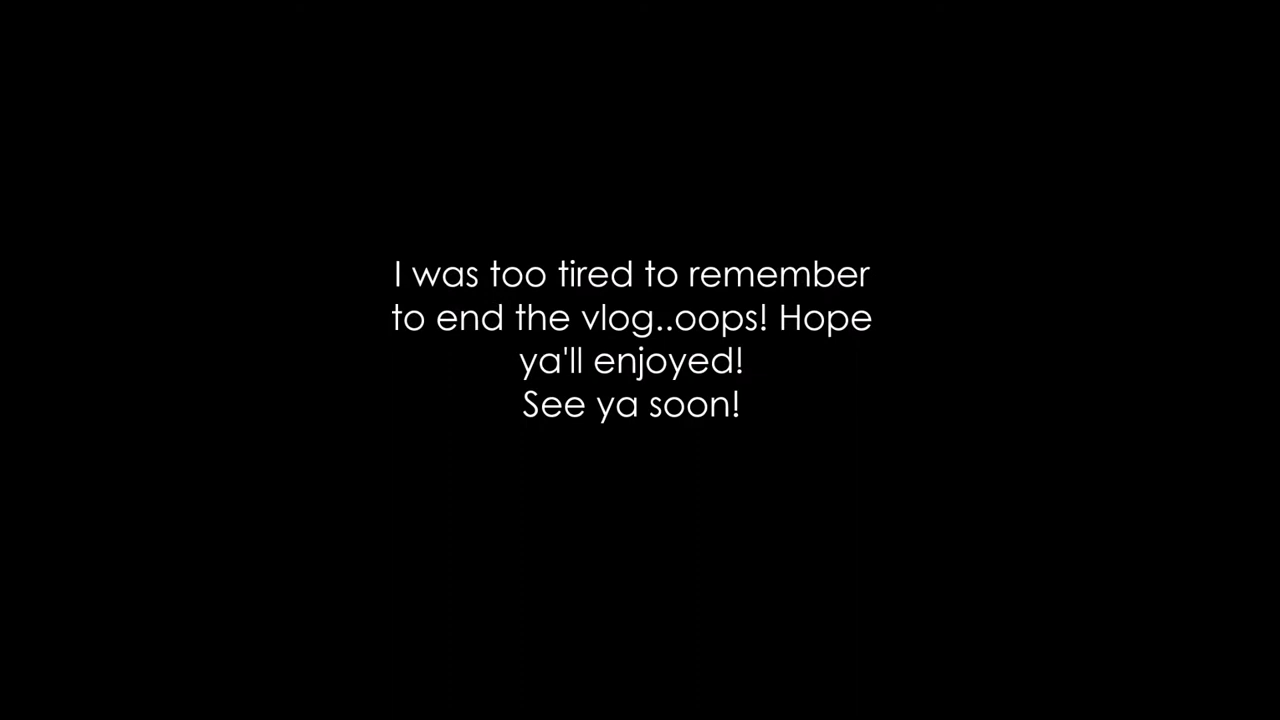 I was too tired to remember
to end the vlog..oops! Hope
ya'll enjoyed!
See ya soon!